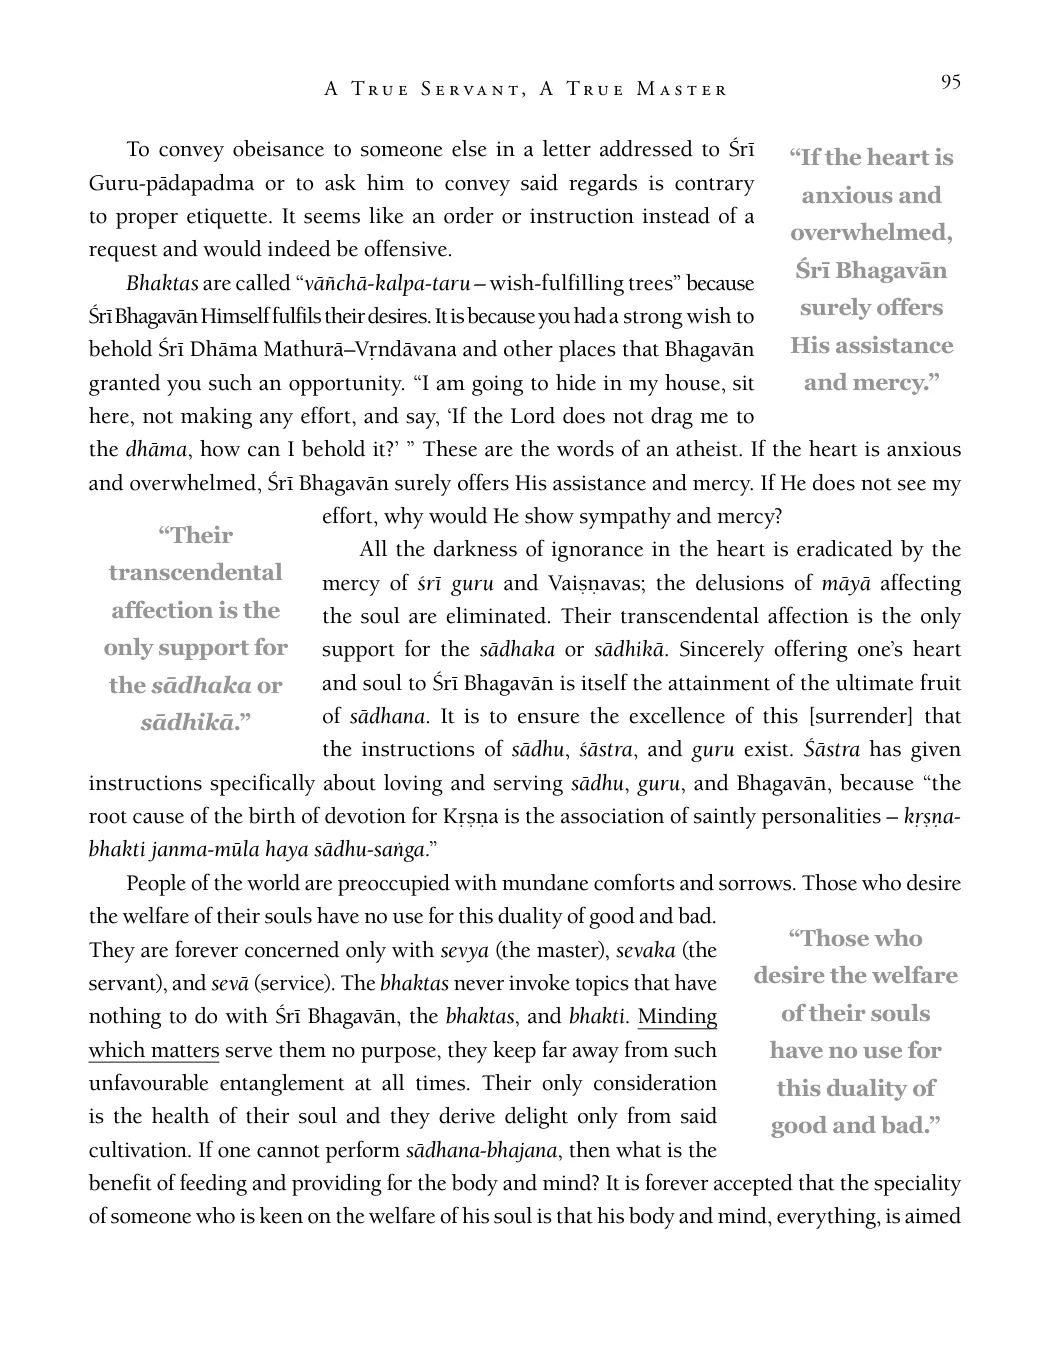 A True Servant, A True Master
95
To convey obeisance to someone else in a letter addressed to Śrī
Guru-pādapadma or to ask him to convey said regards is contrary
to proper etiquette. It seems like an order or instruction instead of a
request and would indeed be offensive.
“If the heart is
anxious and
overwhelmed,
Śrī Bhagavān
surely offers
His assistance
and mercy.”
Bhaktas are called “vāñchā-kalpa-taru – wish-fulfilling trees” because
Śrī Bhagavān Himself fulfils their desires. It is because you had a strong wish to
behold Śrī Dhāma Mathurā–Vṛndāvana and other places that Bhagavān
granted you such an opportunity. “I am going to hide in my house, sit
here, not making any effort, and say, ‘If the Lord does not drag me to
the dhāma, how can I behold it?’ ” These are the words of an atheist. If the heart is anxious
and overwhelmed, Śrī Bhagavān surely offers His assistance and mercy. If He does not see my
effort, why would He show sympathy and mercy?
“Their
transcendental
affection is the
only support for
the sādhaka or
sādhikā.”
All the darkness of ignorance in the heart is eradicated by the
mercy of śrī guru and Vaiṣṇavas; the delusions of māyā affecting
the soul are eliminated. Their transcendental affection is the only
support for the sādhaka or sādhikā. Sincerely offering one’s heart
and soul to Śrī Bhagavān is itself the attainment of the ultimate fruit
of sādhana. It is to ensure the excellence of this [surrender] that
the instructions of sādhu, śāstra, and guru exist. Śāstra has given
instructions specifically about loving and serving sādhu, guru, and Bhagavān, because “the
root cause of the birth of devotion for Kṛṣṇa is the association of saintly personalities – kṛṣṇa-
bhakti janma-mūla haya sādhu-saṅga.”
People of the world are preoccupied with mundane comforts and sorrows. Those who desire
the welfare of their souls have no use for this duality of good and bad.
They are forever concerned only with sevya (the master), sevaka (the
servant), and sevā (service). The bhaktas never invoke topics that have
nothing to do with Śrī Bhagavān, the bhaktas, and bhakti. Minding
which matters serve them no purpose, they keep far away from such
unfavourable entanglement at all times. Their only consideration
is the health of their soul and they derive delight only from said
cultivation. If one cannot perform sādhana-bhajana, then what is the
“Those who
desire the welfare
of their souls
have no use for
this duality of
good and bad.”
benefit of feeding and providing for the body and mind? It is forever accepted that the speciality
of someone who is keen on the welfare of his soul is that his body and mind, everything, is aimed